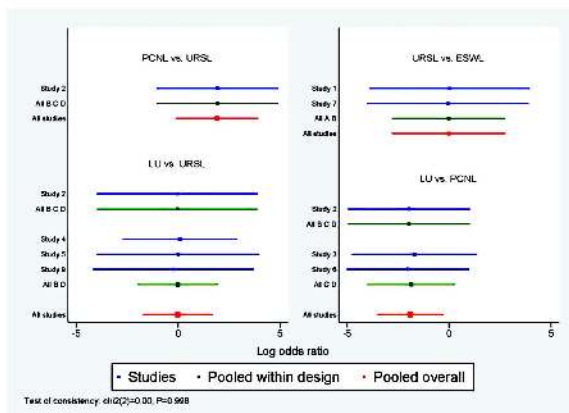 PCNL vs. URSL
Study 2
All B C D
All studies
LU vs. URSL
Study 2
All B C D
Study 4
Study 5
Study 8
All B D
All studies
-5 0 5
URSL vs. ESWL
Study 1
Study 7
All A B
All studies
LU vs. PCNL
Study 2
All B C D
Study 3
Study 6
All C D
All studies
-5 0 5
Log odds ratio
Studies Pooled within design Pooled overall
Test of consistency: chi2(2)=0.00, P=0.998